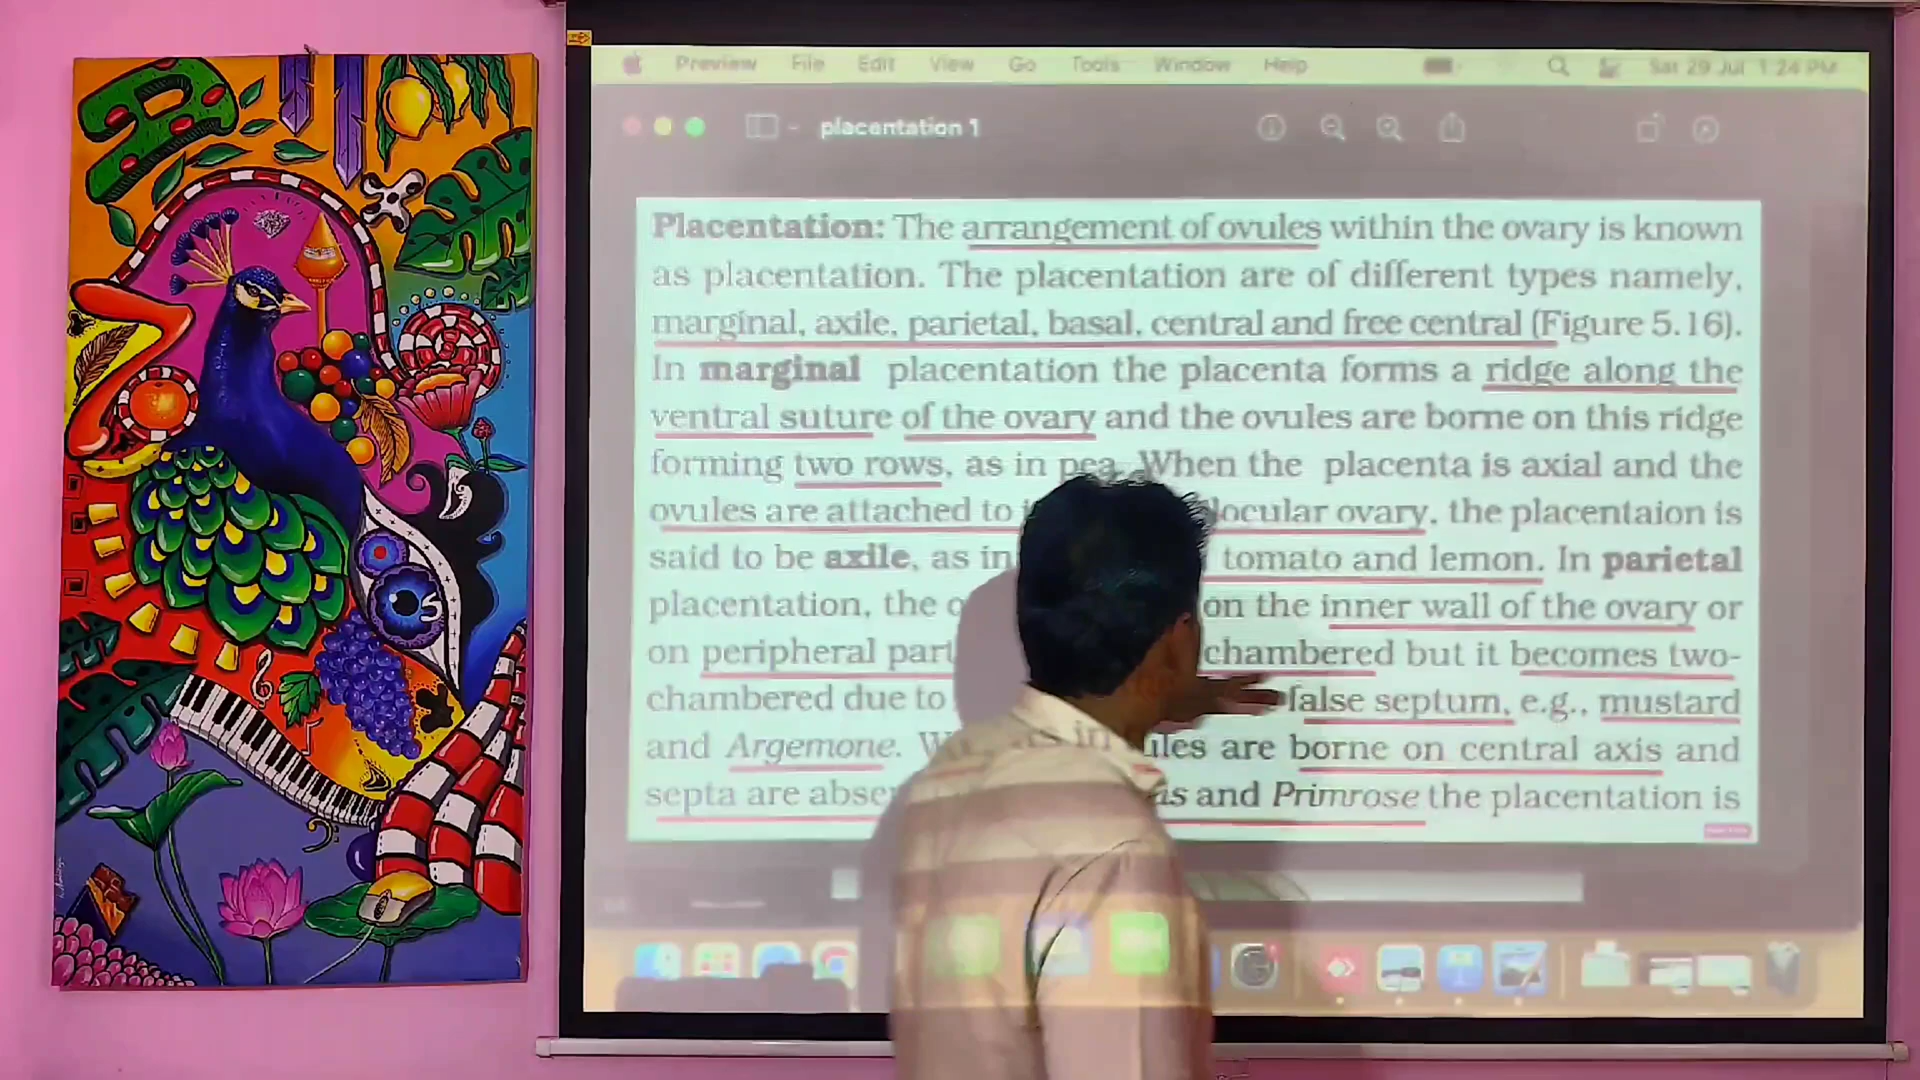 Preview File Edit View Go Tools Window Help Sat 29 Jul 1:24 PM
placentation 1
Placentation: The arrangement of ovules within the ovary is known
as placentation. The placentation are of different types namely,
marginal, axile, parietal, basal, central and free central (Figure 5.16).
In marginal placentation the placenta forms a ridge along the
ventral suture of the ovary and the ovules are borne on this ridge
forming two rows, as in pea. When the placenta is axial and the
ovules are attached to locular ovary, the placentaion is
said to be axile, as in tomato and lemon. In parietal
placentation, the on the inner wall of the ovary or
on peripheral part chambered but it becomes two-
chambered due to false septum, e.g., mustard
and Argemone. are borne on central axis and
septa are and Primrose the placentation is